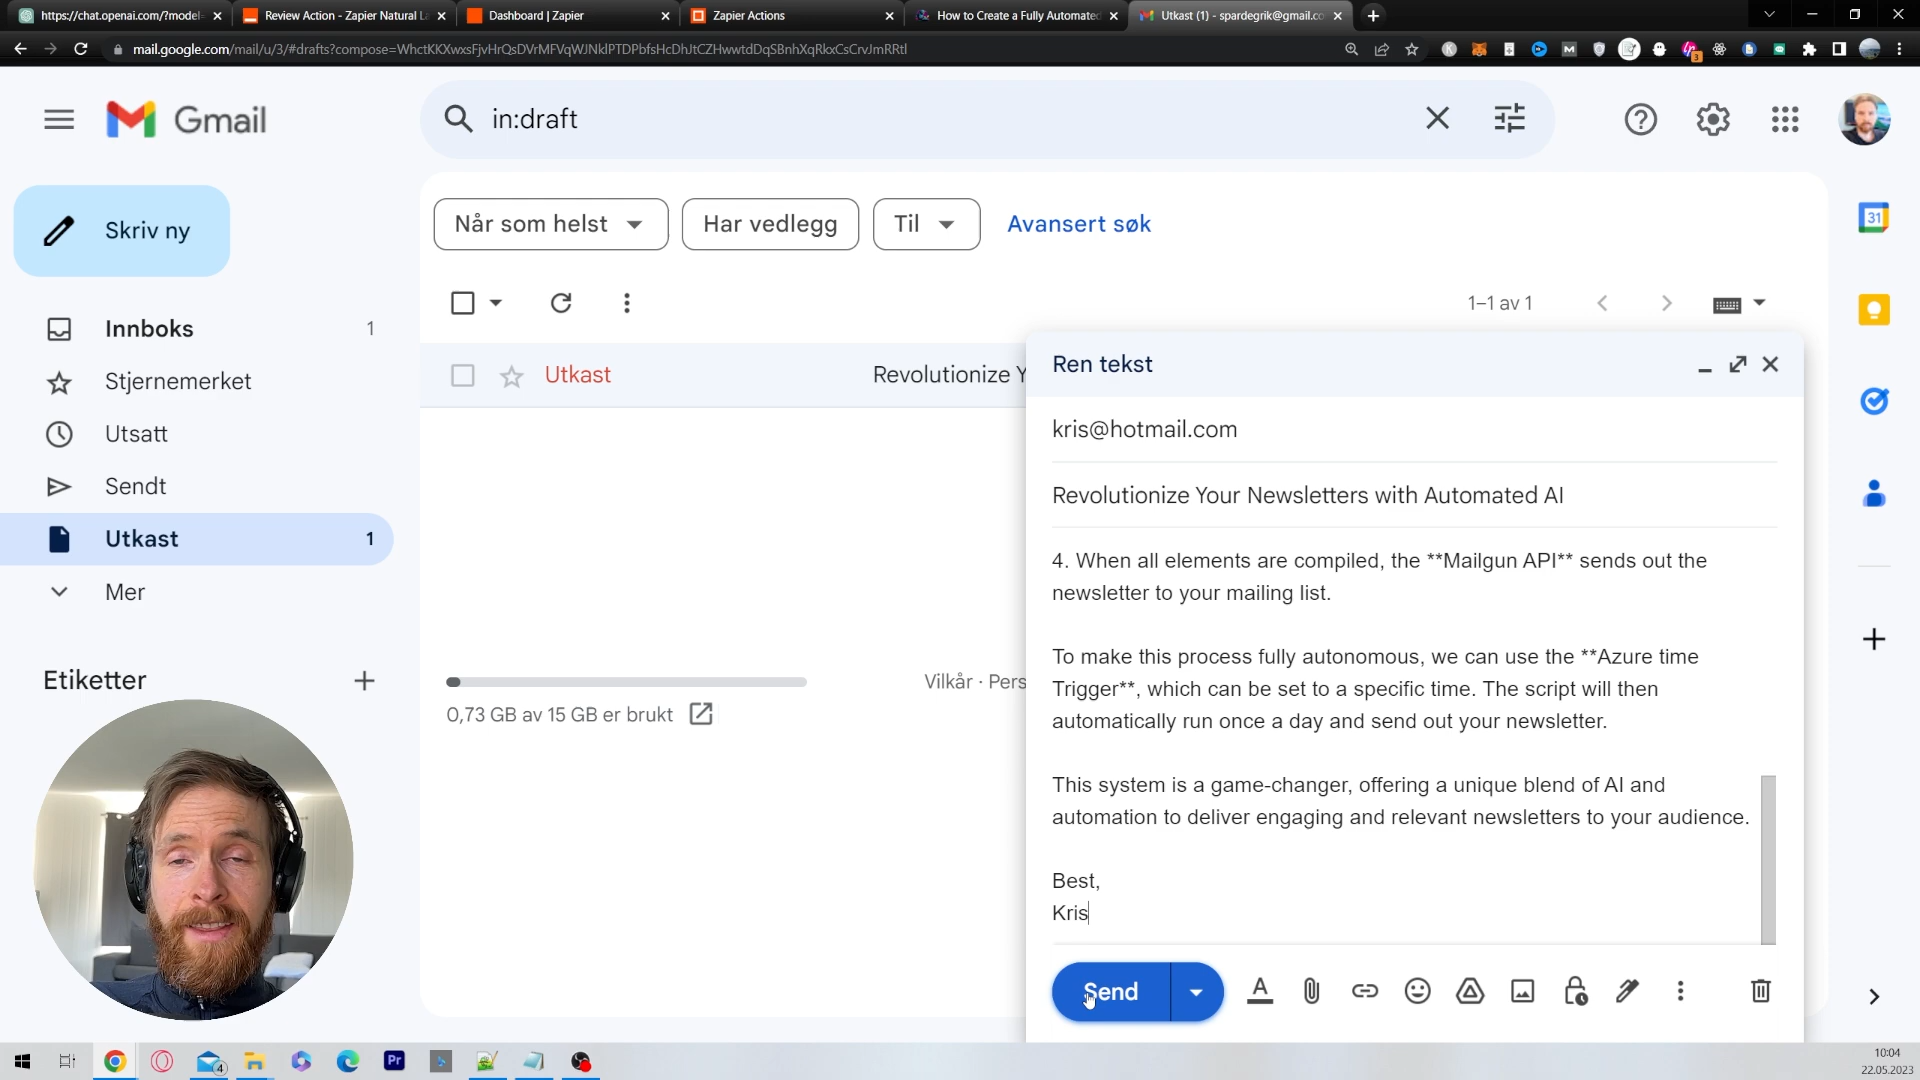 https://chat.openai.com/?model=
Review Action - Zapier Natural La
Dashboard | Zapier
Zapier Actions
How to Create a Fully Automated
Utkast (1) - spardegrik@gmail.co
mail.google.com/mail/u/3/#drafts?compose=WhctKKXwxsFjvHrQsDVrMFVqWJNklPTDPbfsHcDhJtCZHwwtdDqSBnhXqRkxCsCrvJmRRtl
Gmail
in:draft
Skriv ny
Når som helst
Har vedlegg
Til
Avansert søk
31
Innboks 1
1–1 av 1
Stjernemerket
Utkast
Revolutionize Y
Ren tekst
Utsatt
kris@hotmail.com
Sendt
Revolutionize Your Newsletters with Automated AI
Utkast 1
Mer
4. When all elements are compiled, the **Mailgun API** sends out the
newsletter to your mailing list.
Etiketter
To make this process fully autonomous, we can use the **Azure time
Trigger**, which can be set to a specific time. The script will then
automatically run once a day and send out your newsletter.
Vilkår · Pers
0,73 GB av 15 GB er brukt
This system is a game-changer, offering a unique blend of AI and
automation to deliver engaging and relevant newsletters to your audience.
Best,
Kris
Send
Pr
4
10:04
22.05.2023